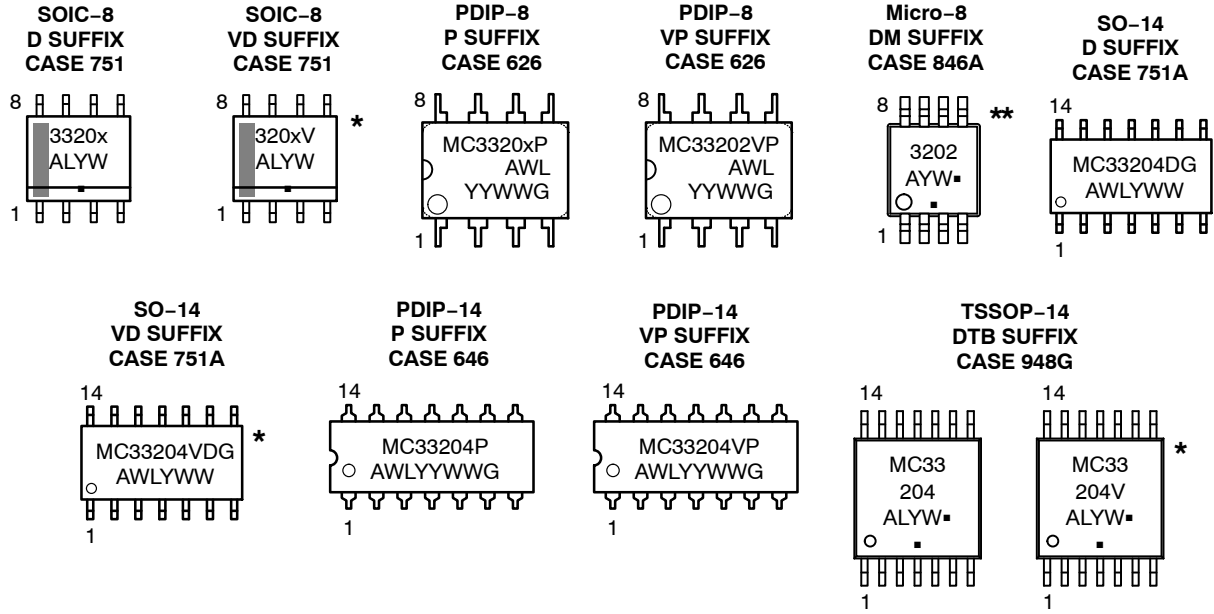 SOIC−8
D SUFFIX
CASE 751
8
3320x
ALYW
1
SOIC−8
VD SUFFIX
CASE 751
8
320xV
ALYW
*
1
PDIP−8
P SUFFIX
CASE 626
8
MC3320xP
AWL
YYWWG
1
PDIP−8
VP SUFFIX
CASE 626
8
MC33202VP
AWL
YYWWG
1
Micro−8
DM SUFFIX
CASE 846A
8
**
3202
AYW▪
▪
1
SO−14
D SUFFIX
CASE 751A
14
MC33204DG
AWLYWW
1
SO−14
VD SUFFIX
CASE 751A
14
*
MC33204VDG
AWLYWW
1
PDIP−14
P SUFFIX
CASE 646
14
MC33204P
AWLYYWWG
1
PDIP−14
VP SUFFIX
CASE 646
14
MC33204VP
AWLYYWWG
1
TSSOP−14
DTB SUFFIX
CASE 948G
14
MC33
204
ALYW▪
▪
1
14
*
MC33
204V
ALYW▪
▪
1